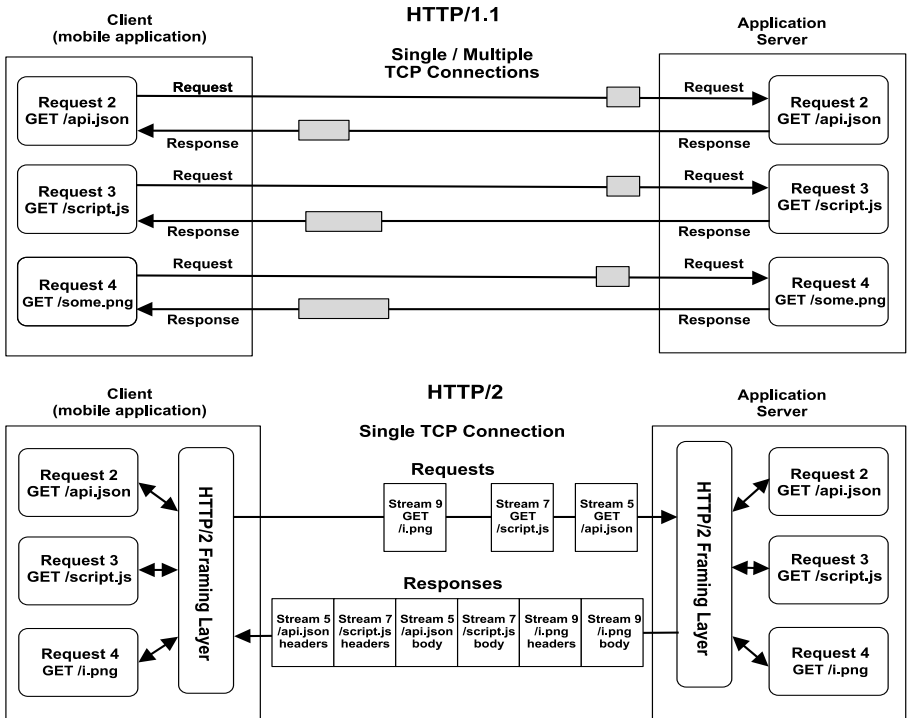 HTTP/1.1
Client
(mobile application)
Application
Server
Single / Multiple
TCP Connections
Request 2
GET /api.json
Request
Request
Response
Response
Request 2
GET /api.json
Request 3
GET /script.js
Request
Request
Response
Response
Request 3
GET /script.js
Request 4
GET /some.png
Request
Request
Response
Response
Request 4
GET /some.png
HTTP/2
Client
(mobile application)
Application
Server
Single TCP Connection
Request 2
GET /api.json
Request 3
GET /script.js
Request 4
GET /i.png
HTTP/2 Framing Layer
Requests
Stream 9
GET
/i.png
Stream 7
GET
/script.js
Stream 5
GET
/api.json
Responses
Stream 5
/api.json
headers
Stream 7
/script.js
headers
Stream 5
/api.json
body
Stream 7
/script.js
body
Stream 9
/i.png
headers
Stream 9
/i.png
body
HTTP/2 Framing Layer
Request 2
GET /api.json
Request 3
GET /script.js
Request 4
GET /i.png